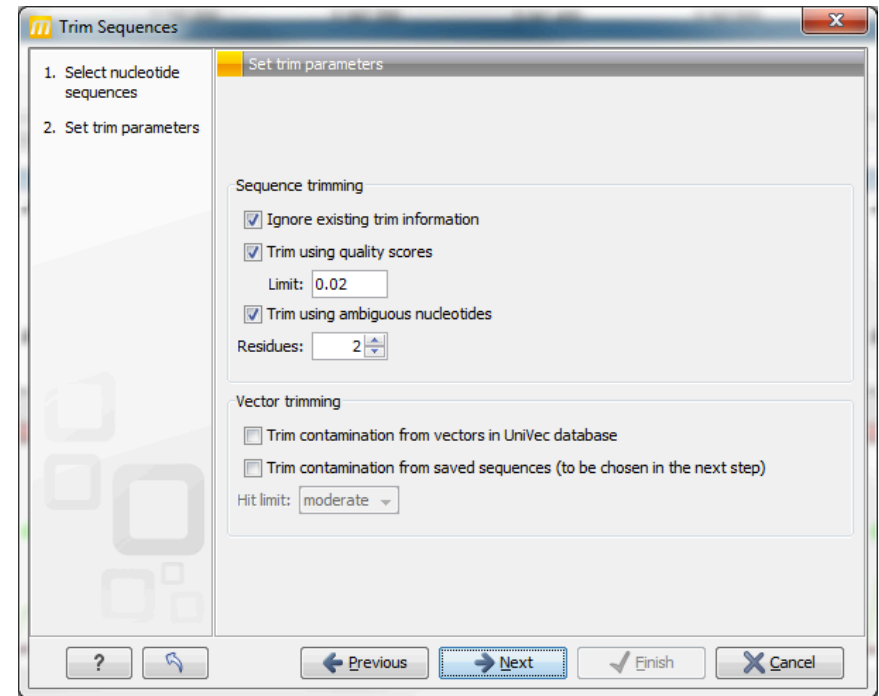 Trim Sequences
1. Select nucleotide
sequences
2. Set trim parameters
Set trim parameters
Sequence trimming
Ignore existing trim information
Trim using quality scores
Limit: 0.02
Trim using ambiguous nucleotides
Residues: 2
Vector trimming
Trim contamination from vectors in UniVec database
Trim contamination from saved sequences (to be chosen in the next step)
Hit limit: moderate
? Previous Next Finish Cancel